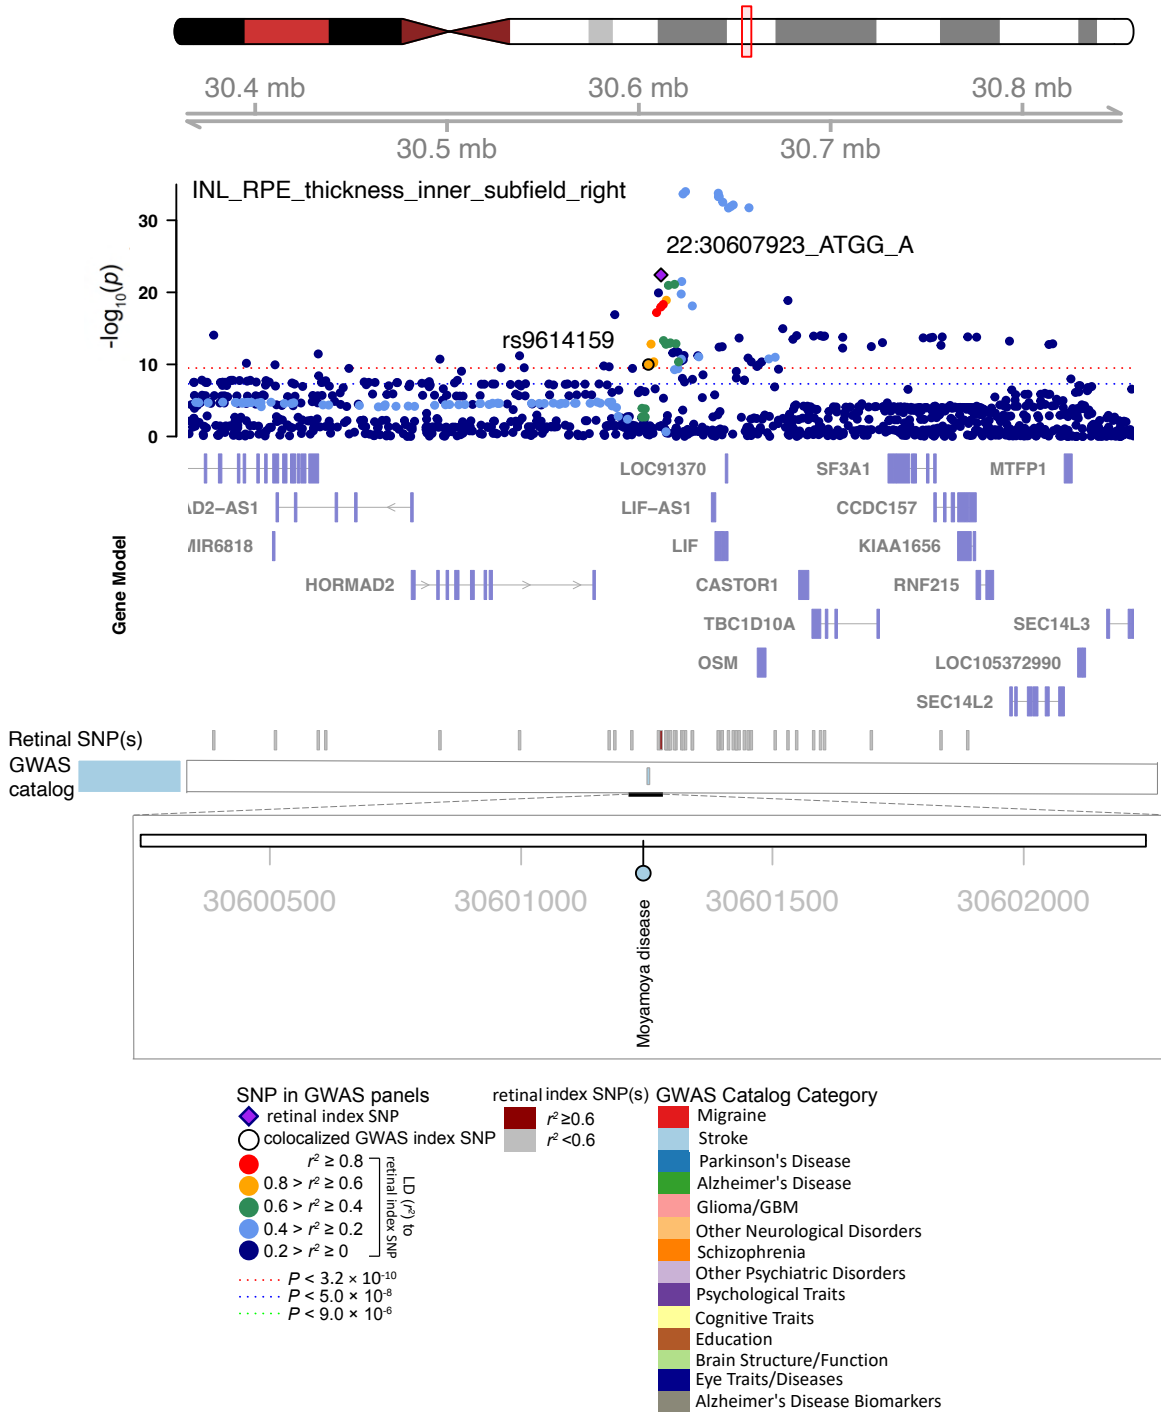 30.4 mb 30.6 mb 30.8 mb
30.5 mb 30.7 mb
INL_RPE_thickness_inner_subfield_right
22:30607923_ATGG_A
rs9614159
-log10(p)
30
20
10
0
Gene Model
LOC91370 SF3A1 MTFP1
AD2-AS1 LIF-AS1 CCDC157
MIR6818 LIF KIAA1656
HORMAD2 CASTOR1 RNF215
TBC1D10A SEC14L3
OSM LOC105372990
SEC14L2
Retinal SNP(s)
GWAS
catalog
30600500 30601000 30601500 30602000
Moyamoya disease
SNP in GWAS panels
retinal index SNP
colocalized GWAS index SNP
r² ≥ 0.8
0.8 > r² ≥ 0.6
0.6 > r² ≥ 0.4
0.4 > r² ≥ 0.2
0.2 > r² ≥ 0
LD (r²) to
retinal index SNP
P < 3.2 × 10⁻¹⁰
P < 5.0 × 10⁻⁸
P < 9.0 × 10⁻⁶
retinal index SNP(s)
r² ≥0.6
r² <0.6
GWAS Catalog Category
Migraine
Stroke
Parkinson's Disease
Alzheimer's Disease
Glioma/GBM
Other Neurological Disorders
Schizophrenia
Other Psychiatric Disorders
Psychological Traits
Cognitive Traits
Education
Brain Structure/Function
Eye Traits/Diseases
Alzheimer's Disease Biomarkers